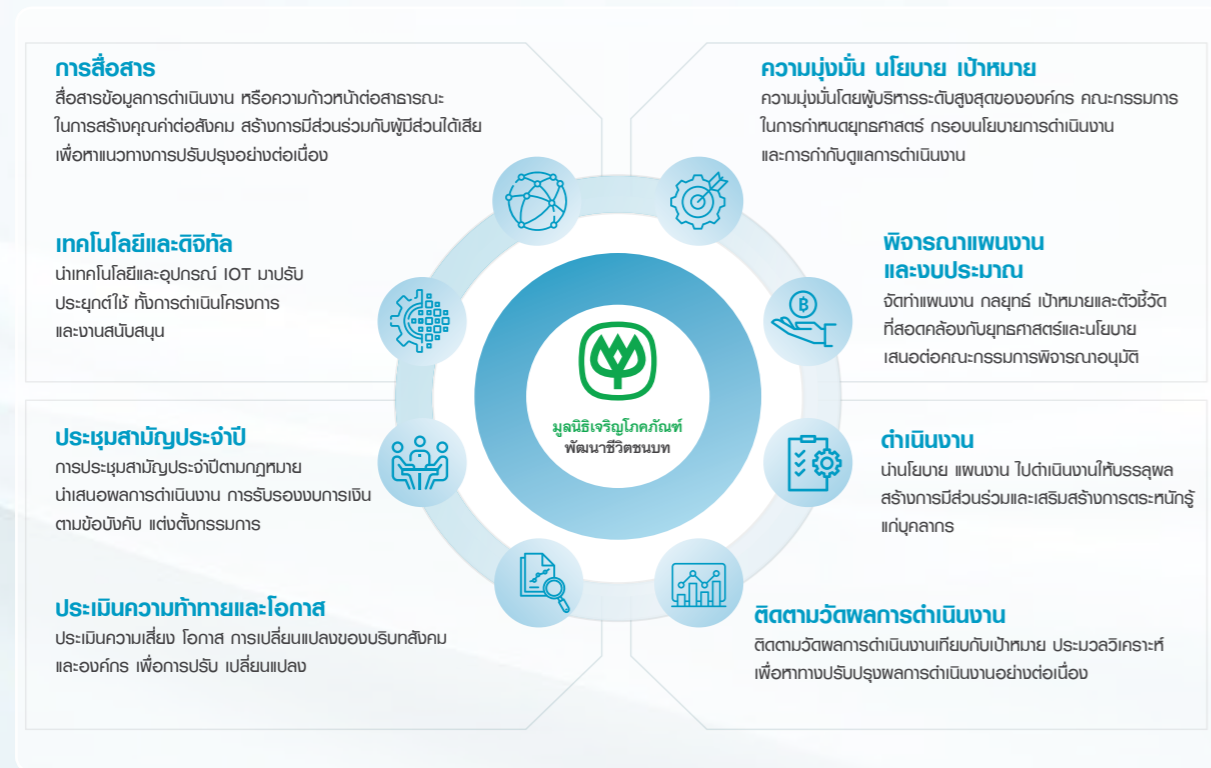 การสื่อสาร
สื่อสารข้อมูลการดำเนินงาน หรือความก้าวหน้าต่อสาธารณะ
ในการสร้างคุณค่าต่อสังคม สร้างการมีส่วนร่วมกับผู้มีส่วนได้เสีย
เพื่อหาแนวทางการปรับปรุงอย่างต่อเนื่อง
ความมุ่งมั่น นโยบาย เป้าหมาย
ความมุ่งมั่นโดยผู้บริหารระดับสูงสุดขององค์กร คณะกรรมการ
ในการกำหนดยุทธศาสตร์ กรอบนโยบายการดำเนินงาน
และการกำกับดูแลการดำเนินงาน
เทคโนโลยีและดิจิทัล
นำเทคโนโลยีและอุปกรณ์ IOT มาปรับ
ประยุกต์ใช้ ทั้งการดำเนินโครงการ
และงานสนับสนุน
พิจารณาแผนงาน
และงบประมาณ
จัดทำแผนงาน กลยุทธ์ เป้าหมายและตัวชี้วัด
ที่สอดคล้องกับยุทธศาสตร์และนโยบาย
เสนอต่อคณะกรรมการพิจารณาอนุมัติ
มูลนิธิเจริญโภคภัณฑ์
พัฒนาชีวิตชนบท
ประชุมสามัญประจำปี
การประชุมสามัญประจำปีตามกฎหมาย
นำเสนอผลการดำเนินงาน การรับรองงบการเงิน
ตามข้อบังคับ แต่งตั้งกรรมการ
ดำเนินงาน
นำนโยบาย แผนงาน ไปดำเนินงานให้บรรลุผล
สร้างการมีส่วนร่วมและเสริมสร้างการตระหนักรู้
แก่บุคลากร
ประเมินความท้าทายและโอกาส
ประเมินความเสี่ยง โอกาส การเปลี่ยนแปลงของบริบทสังคม
และองค์กร เพื่อการปรับ เปลี่ยนแปลง
ติดตามวัดผลการดำเนินงาน
ติดตามวัดผลการดำเนินงานเทียบกับเป้าหมาย ประมวลวิเคราะห์
เพื่อหาทางปรับปรุงผลการดำเนินงานอย่างต่อเนื่อง